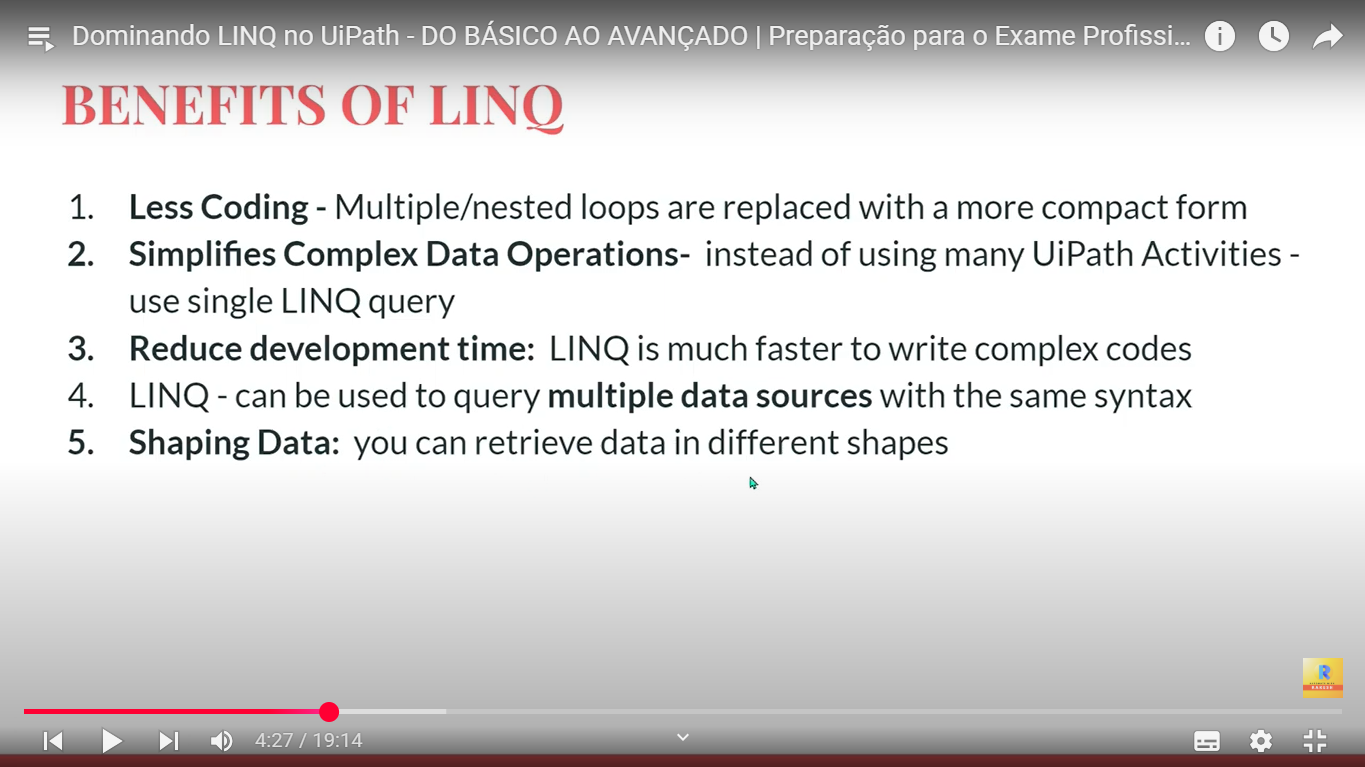 Dominando LINQ no UiPath - DO BÁSICO AO AVANÇADO | Preparação para o Exame Profissi...
BENEFITS OF LINQ
1. Less Coding - Multiple/nested loops are replaced with a more compact form
2. Simplifies Complex Data Operations- instead of using many UiPath Activities -
use single LINQ query
3. Reduce development time: LINQ is much faster to write complex codes
4. LINQ - can be used to query multiple data sources with the same syntax
5. Shaping Data: you can retrieve data in different shapes
R
4:27 / 19:14